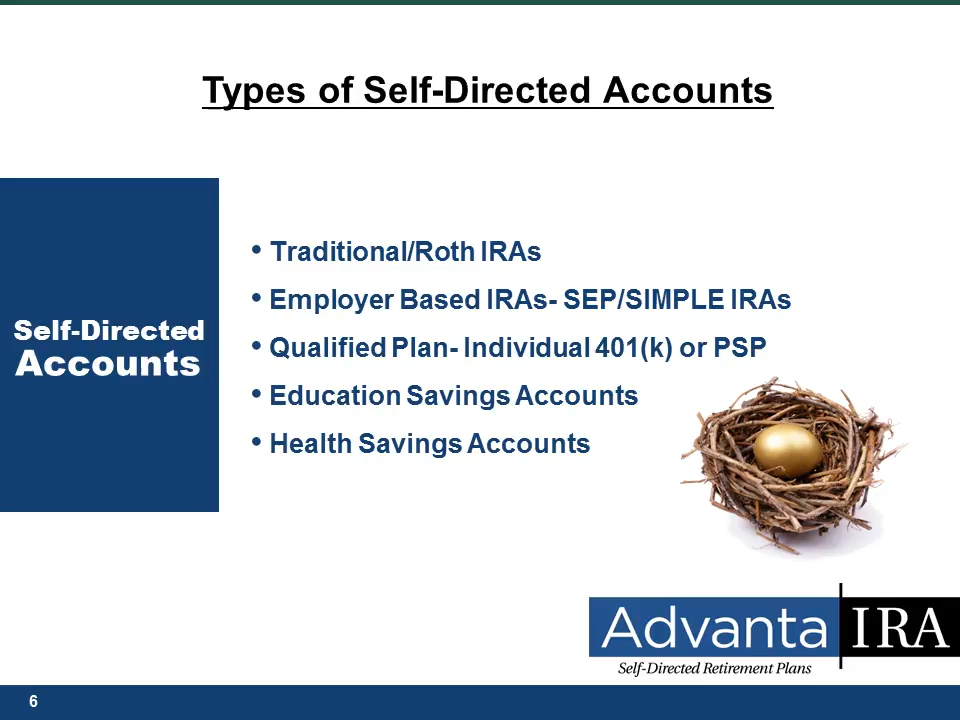 Types of Self-Directed Accounts
Self-Directed
Accounts
• Traditional/Roth IRAs
• Employer Based IRAs- SEP/SIMPLE IRAs
• Qualified Plan- Individual 401(k) or PSP
• Education Savings Accounts
• Health Savings Accounts
Advanta IRA
Self-Directed Retirement Plans
6